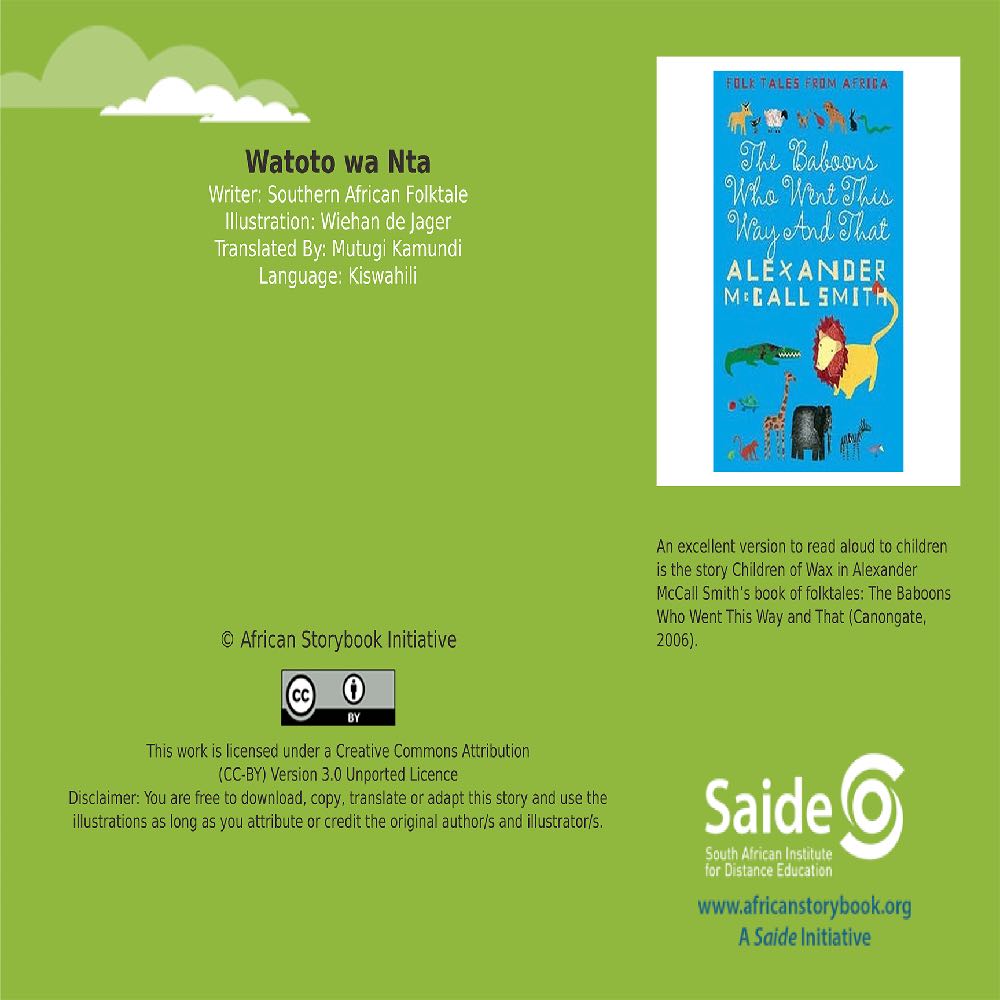 Watoto wa Nta
Writer: Southern African Folktale
Illustration: Wiehan de Jager
Translated By: Mutugi Kamundi
Language: Kiswahili
© African Storybook Initiative
CC
BY
This work is licensed under a Creative Commons Attribution
(CC-BY) Version 3.0 Unported Licence
Disclaimer: You are free to download, copy, translate or adapt this story and use the
illustrations as long as you attribute or credit the original author/s and illustrator/s.
FOLK TALES FROM AFRICA
The Baboons
Who Went This
Way And That
ALEXANDER
McCALL SMITH
An excellent version to read aloud to children
is the story Children of Wax in Alexander
McCall Smith's book of folktales: The Baboons
Who Went This Way and That (Canongate,
2006).
Saide
South African Institute
for Distance Education
www.africanstorybook.org
A Saide Initiative